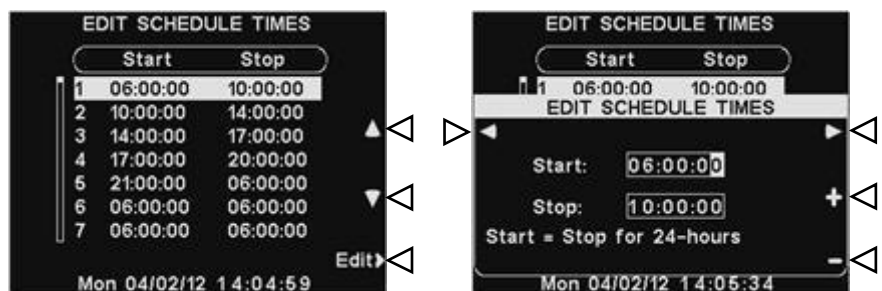 EDIT SCHEDULE TIMES
Start Stop
1 06:00:00 10:00:00
2 10:00:00 14:00:00
3 14:00:00 17:00:00
4 17:00:00 20:00:00
5 21:00:00 06:00:00
6 06:00:00 06:00:00
7 06:00:00 06:00:00
Edit
Mon 04/02/12 14:04:59
EDIT SCHEDULE TIMES
Start Stop
1 06:00:00 10:00:00
EDIT SCHEDULE TIMES
Start: 06:00:00
+
Stop: 10:00:00
Start = Stop for 24-hours
-
Mon 04/02/12 14:05:34